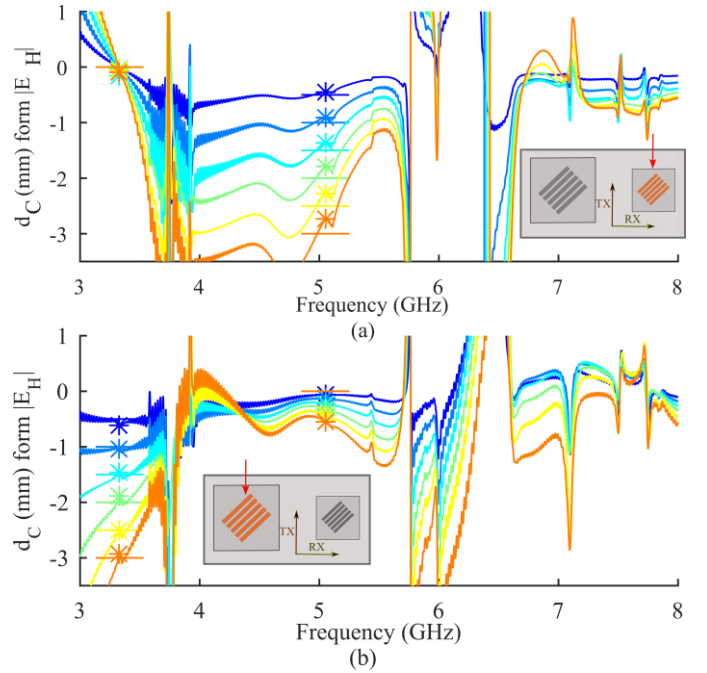 1
0
-1
-2
-3
d_C (mm) form |E_H|
TX
RX
3 4 5 6 7 8
Frequency (GHz)
(a)
1
0
-1
-2
-3
d_C (mm) form |E_H|
TX
RX
3 4 5 6 7 8
Frequency (GHz)
(b)